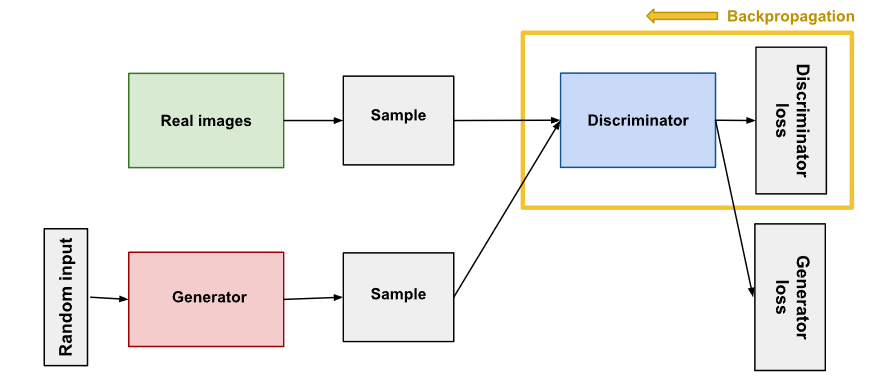 Backpropagation
Real images
Sample
Discriminator
Discriminator
loss
Random input
Generator
Sample
Generator
loss